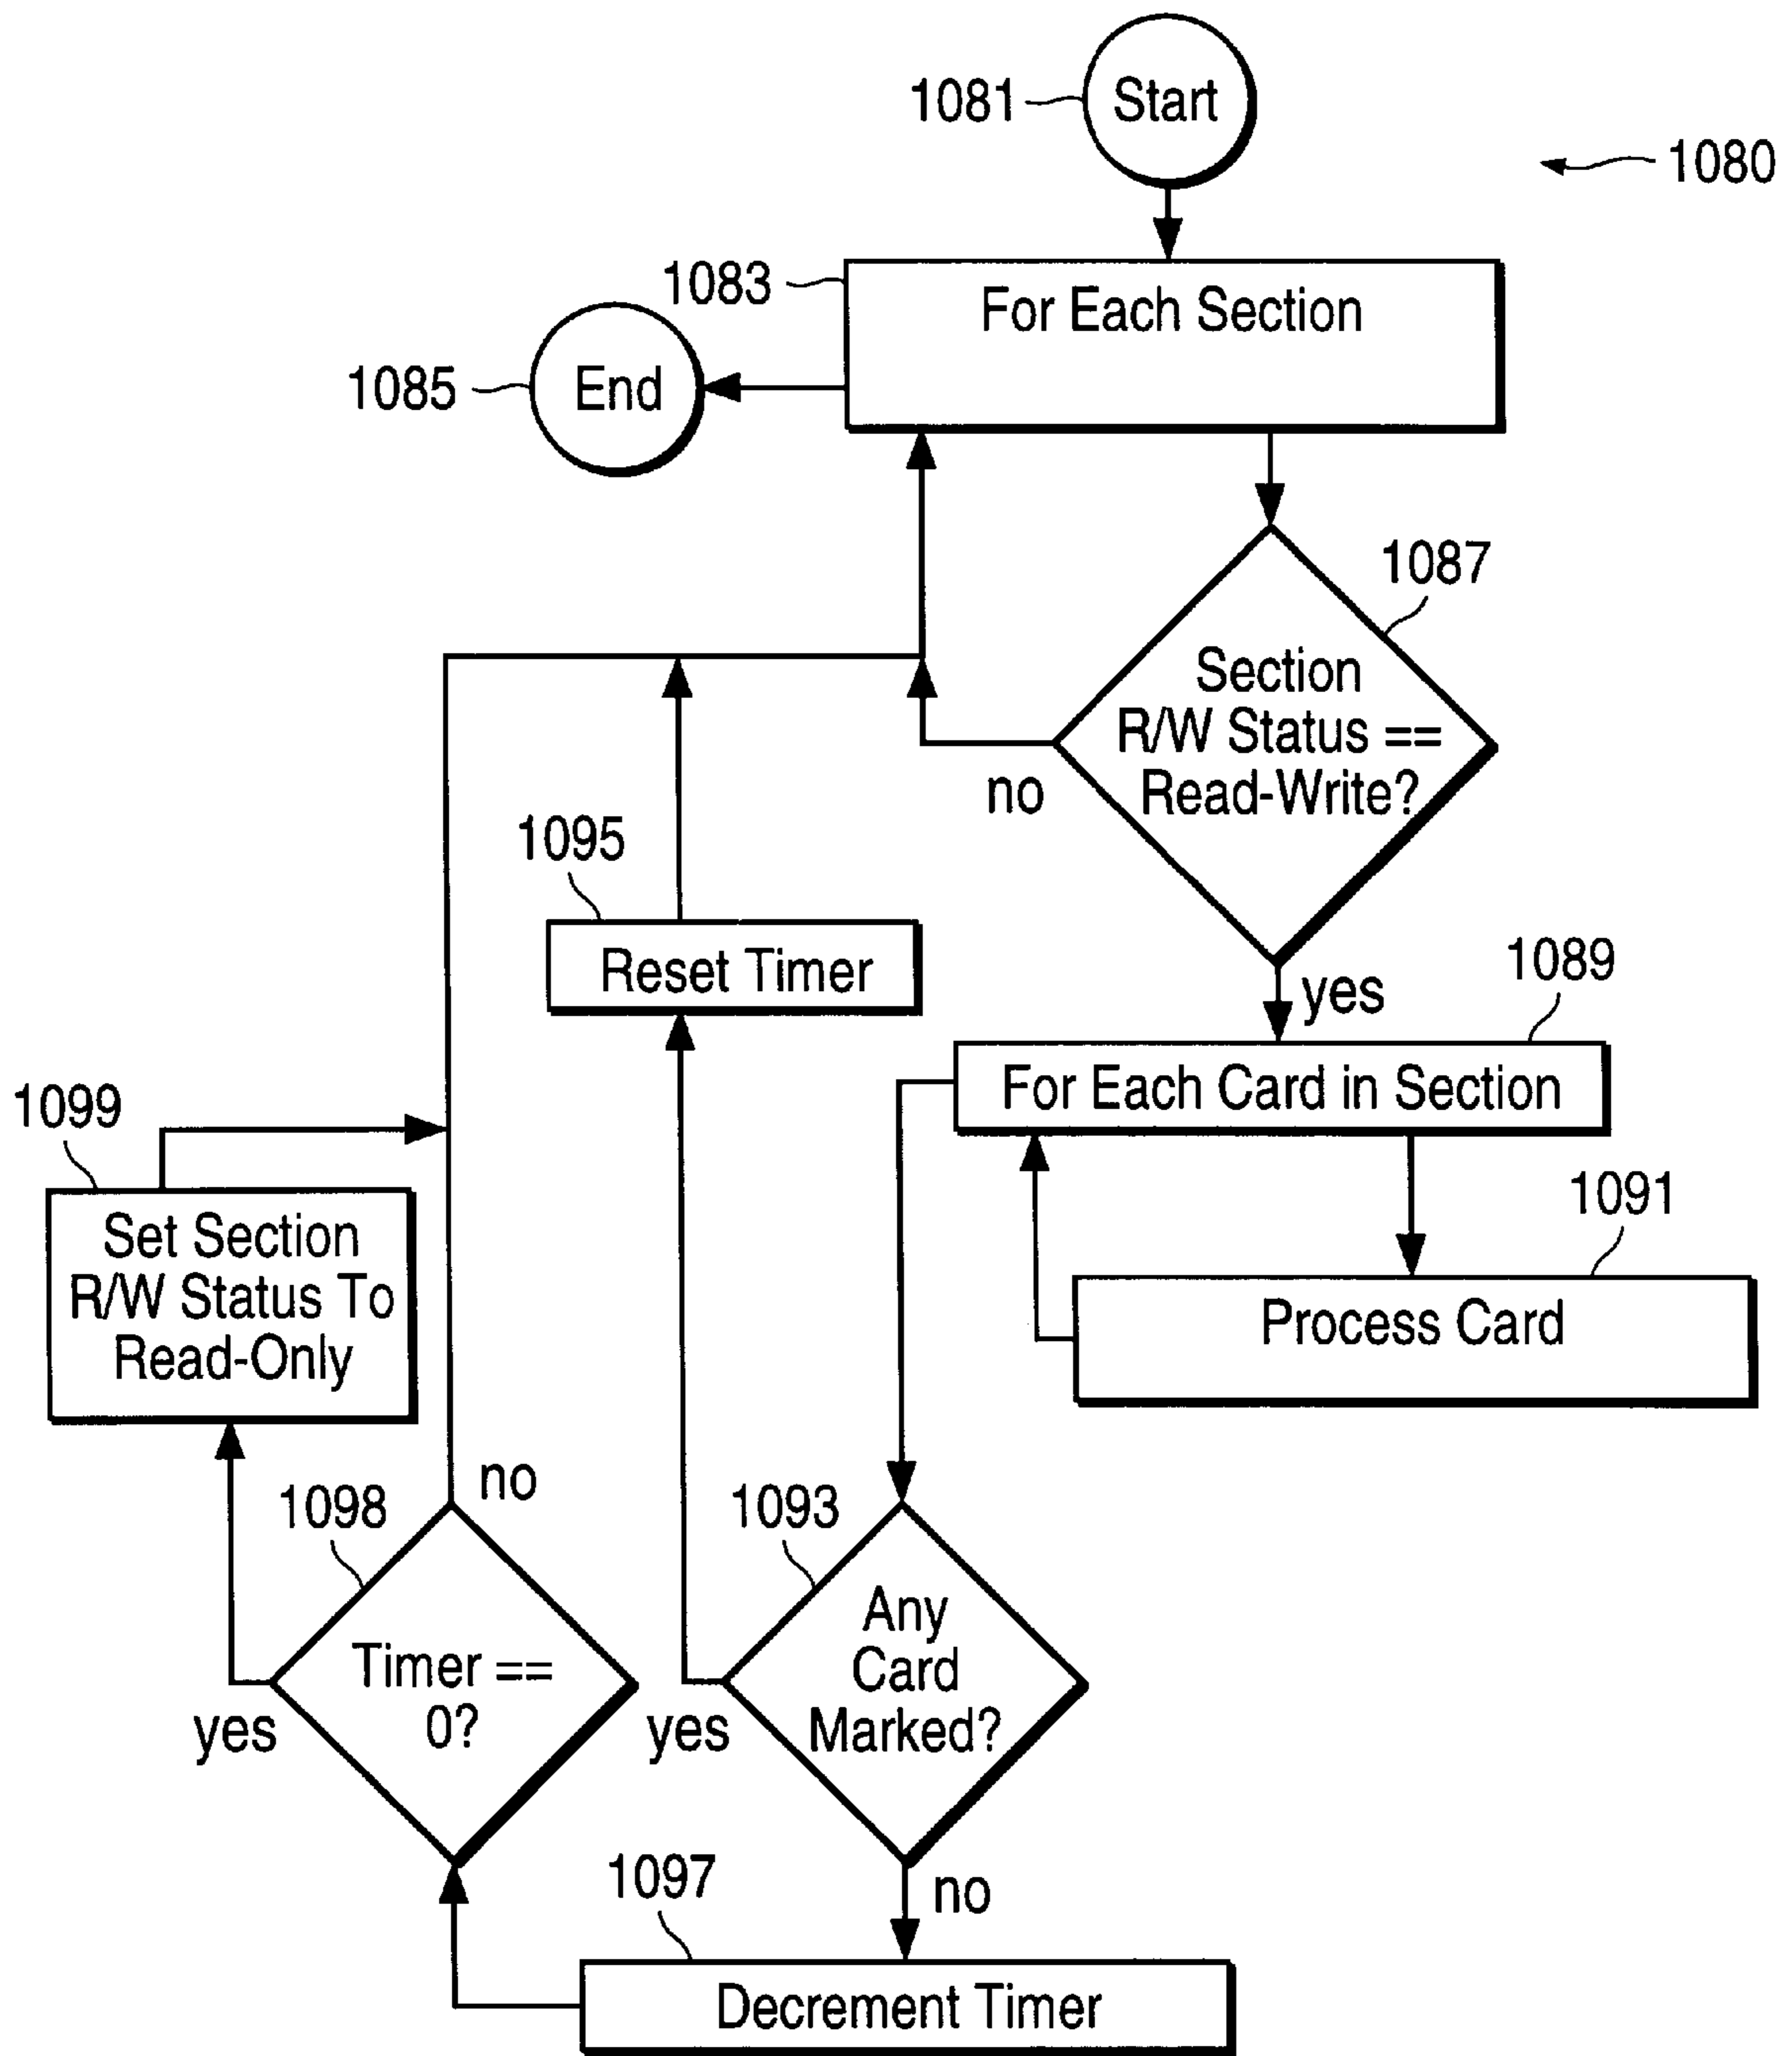 1081
Start
1080
1083
For Each Section
1085
End
1087
Section
R/W Status ==
Read-Write?
no
1095
Reset Timer
yes
1089
For Each Card in Section
1099
Set Section
R/W Status To
Read-Only
1091
Process Card
no
1098
1093
Timer ==
0?
yes
Any
Card
Marked?
yes
1097
no
Decrement Timer